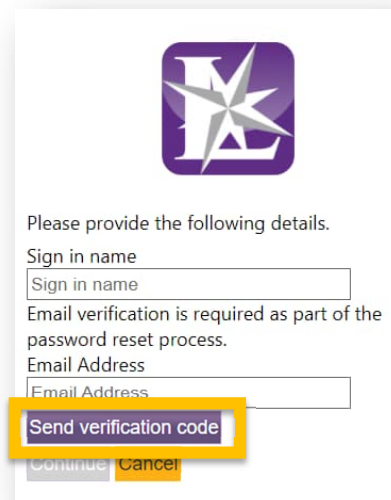 Please provide the following details.
Sign in name
Sign in name
Email verification is required as part of the
password reset process.
Email Address
Email Address
Send verification code
Continue Cancel